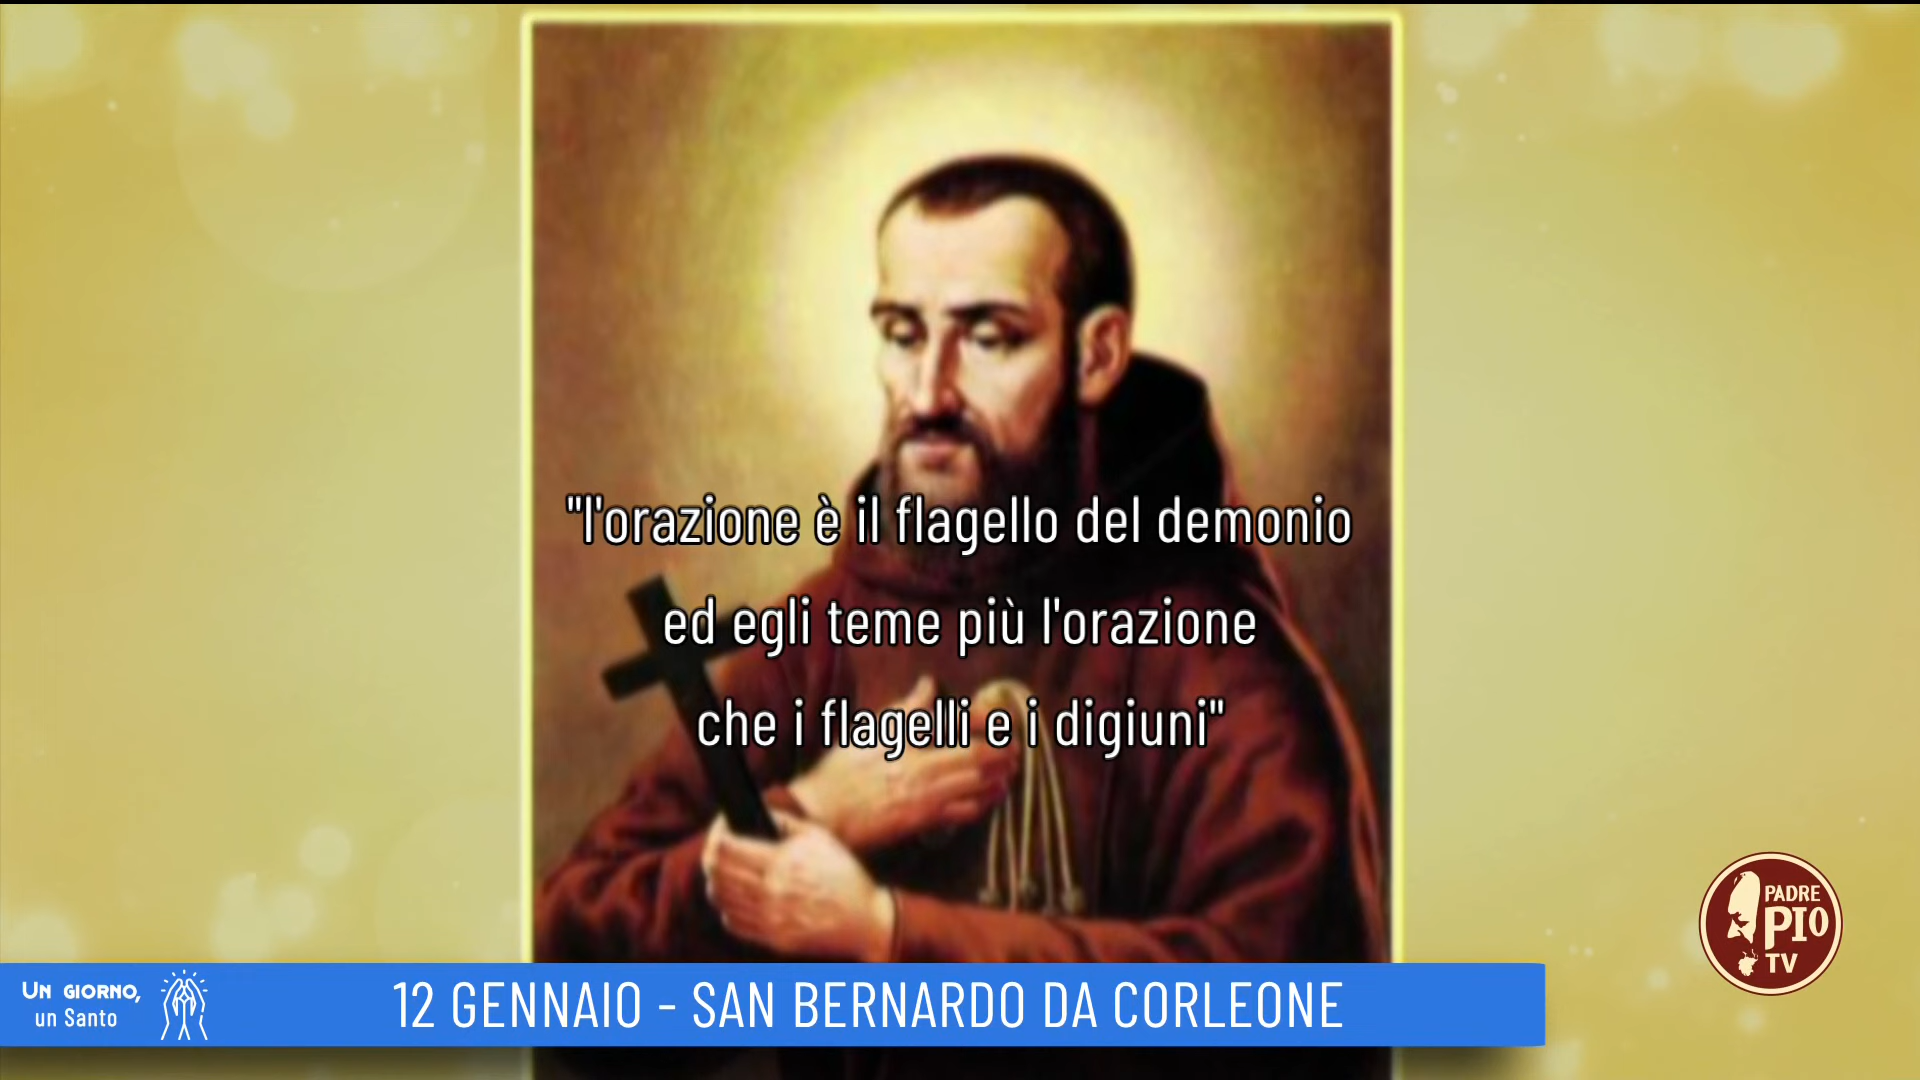 "l'orazione è il flagello del demonio
ed egli teme più l'orazione
che i flagelli e i digiuni"
PADRE
PIO
TV
Un giorno,
un Santo
12 GENNAIO - SAN BERNARDO DA CORLEONE